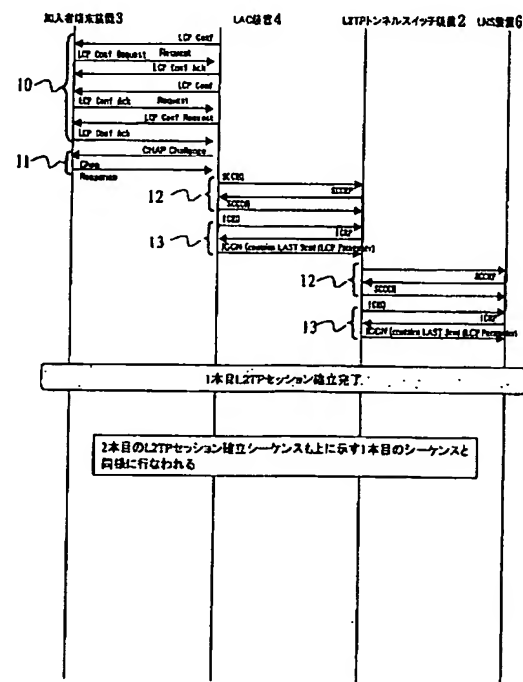 加入者端末装置3
LAC装置4
L2TPトンネルスイッチ装置2
LNS装置6
LCP Conf
LCP Conf Request
Request
LCP Conf Ack
LCP Conf
LCP Conf Ack
Request
LCP Conf Request
LCP Conf Ack
10
CHAP Challenge
11
Chap
Response
SCCRQ
SCCRP
12
SCCCN
ICRQ
ICRP
13
ICCN (contains LAST Sent/LCP Parameter)
SCCRP
12
SCCCN
ICRQ
ICRP
13
ICCN (contains LAST Sent/LCP Parameter)
1本目L2TPセッション確立完了
2本目のL2TPセッション確立シーケンスも上に示す1本目のシーケンスと
同様に行なわれる